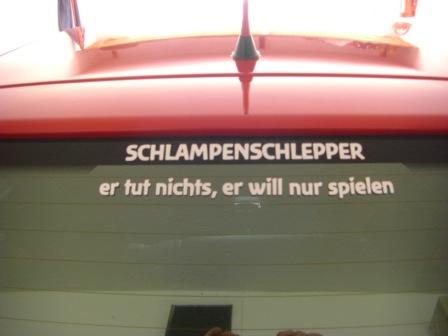 SCHLAMPENSCHLEPPER
er tut nichts, er will nur spielen